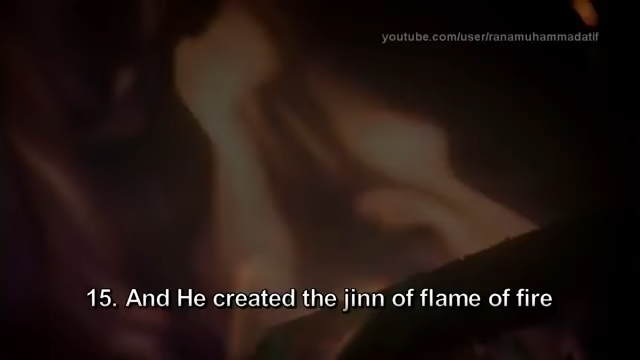 youtube.com/user/ranamuhammadatif
15. And He created the jinn of flame of fire